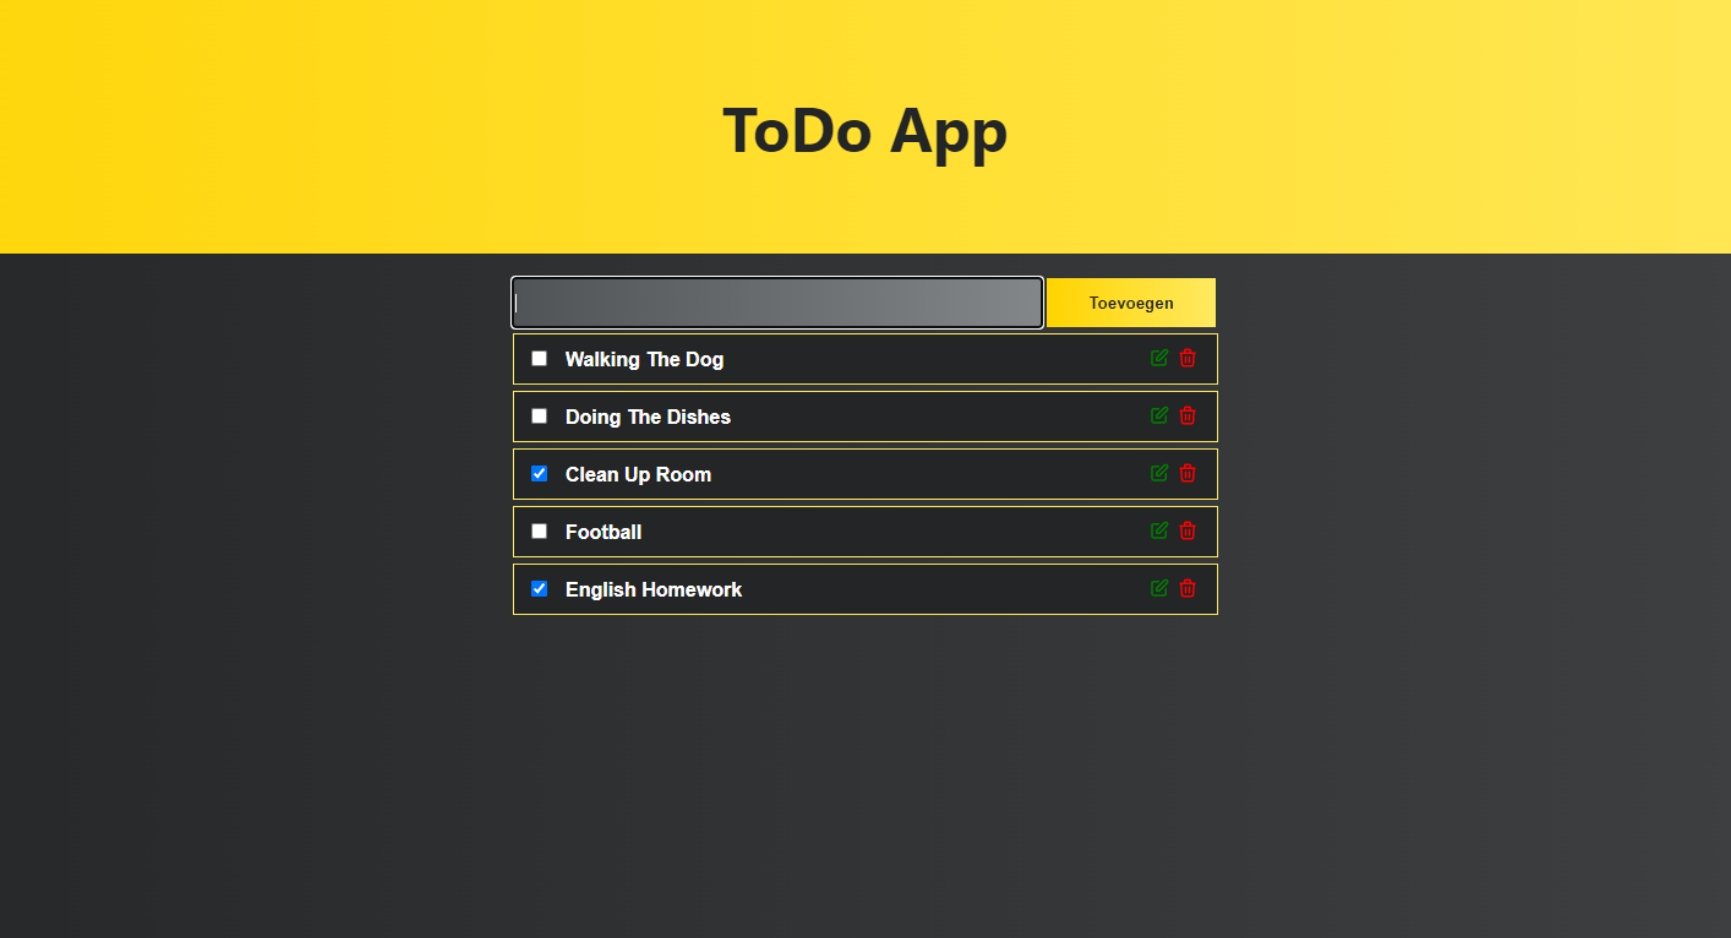 ToDo App
Toevoegen
Walking The Dog
Doing The Dishes
Clean Up Room
Football
English Homework